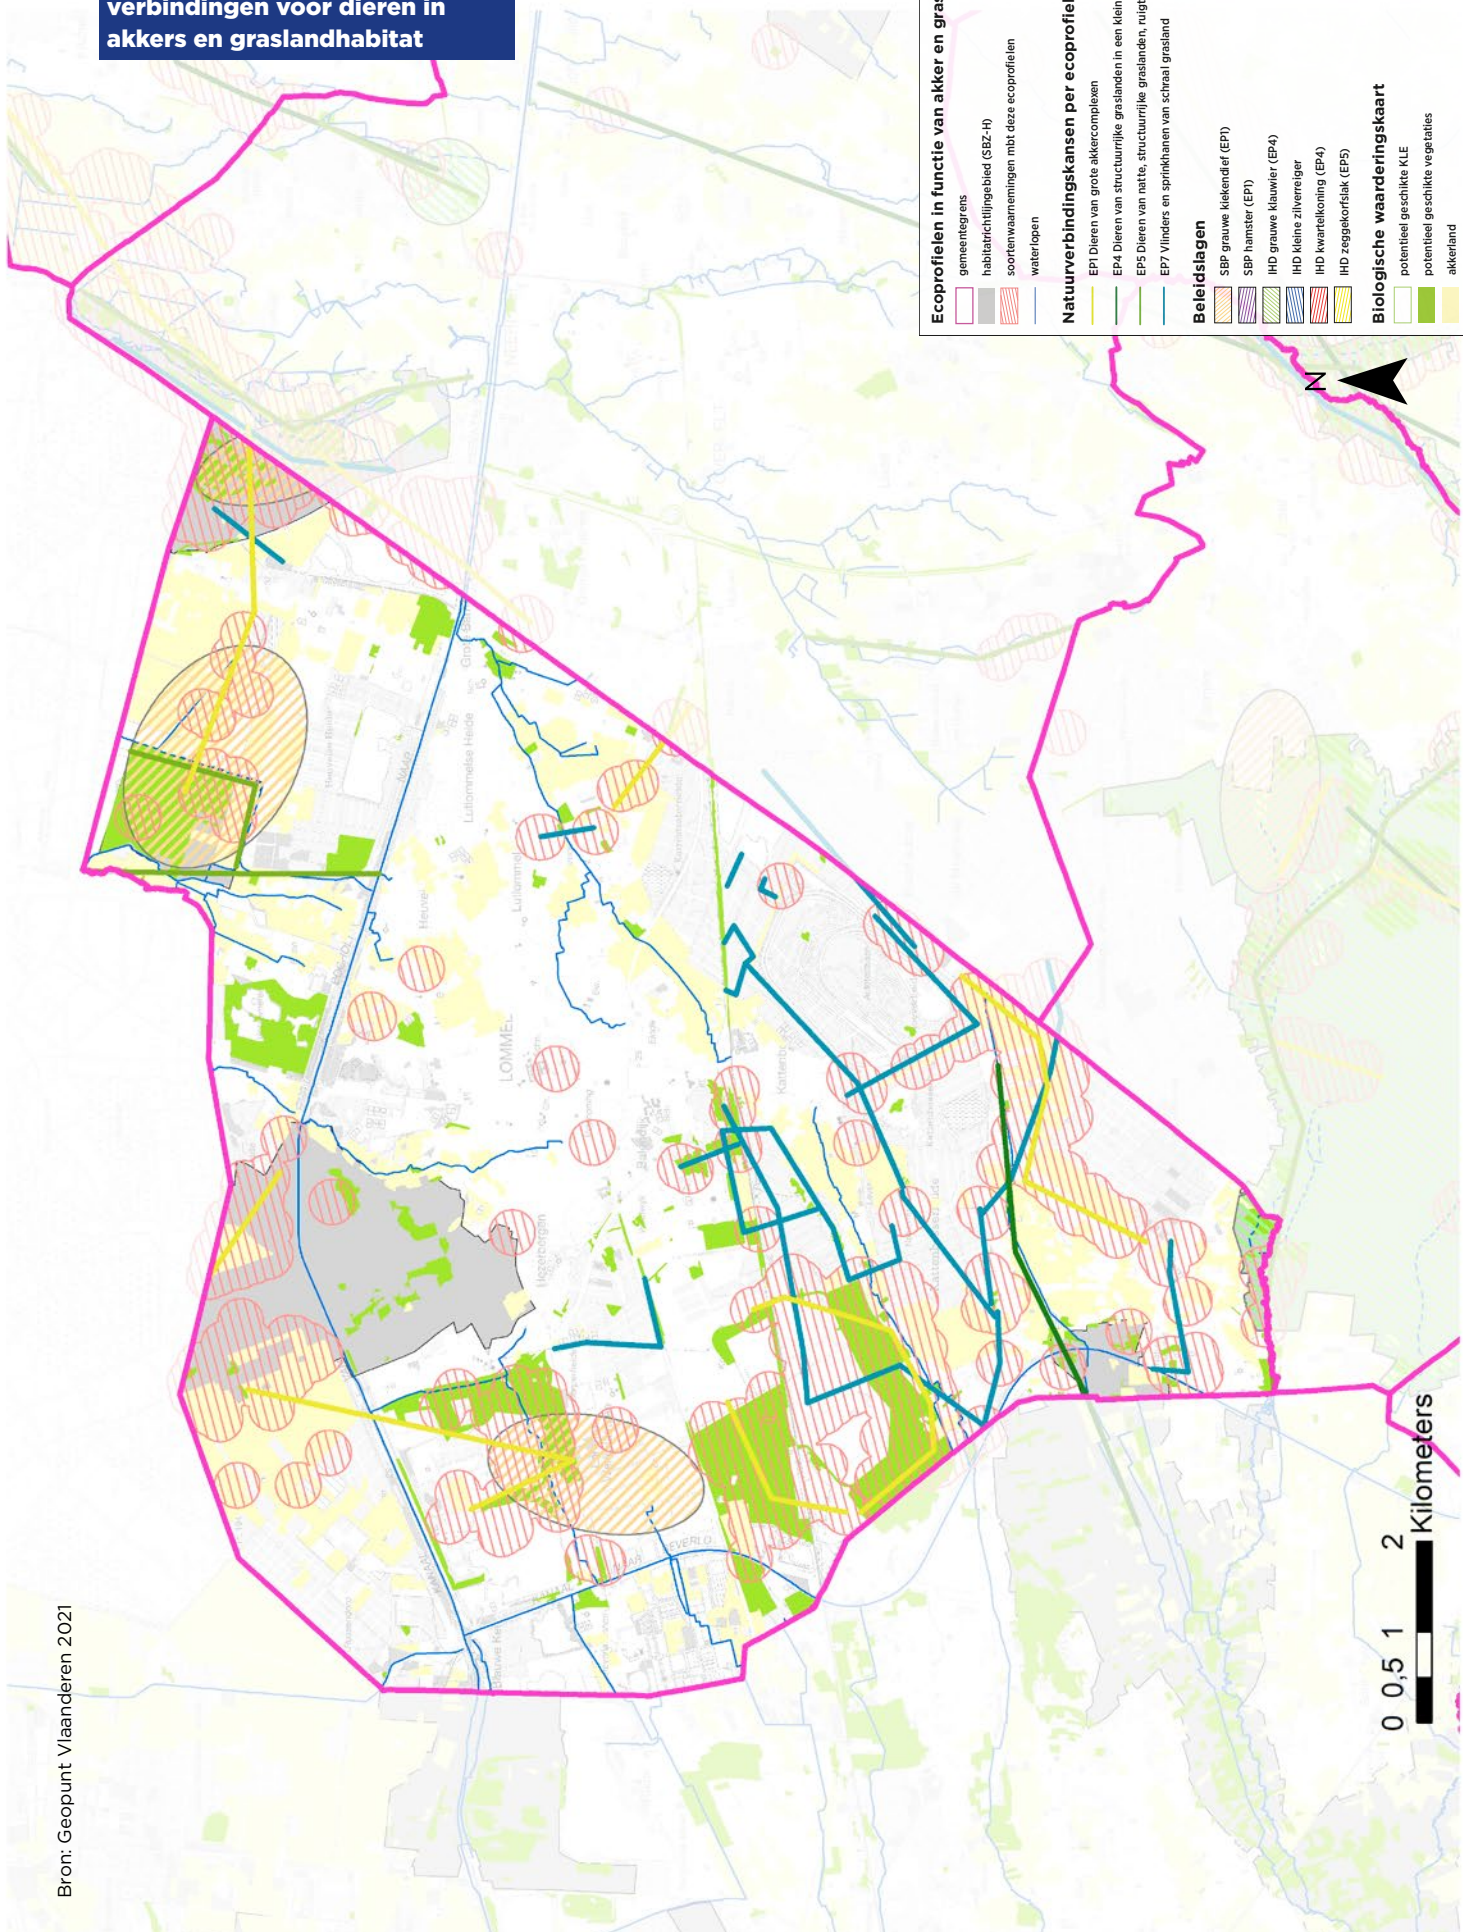 verbindingen voor dieren in
akkers en graslandhabitat
Ecoprofielen in functie van akker en gras
gemeentegrens
habitatrichtlijngebied (SBZ-H)
soortenwaarnemingen mbt deze ecoprofielen
waterlopen
Natuurverbindingskansen per ecoprofiel
EP1 Dieren van grote akkercomplexen
EP4 Dieren van structuurrijke graslanden in een klein
EP5 Dieren van natte, structuurrijke graslanden, ruigt
EP7 Vlinders en sprinkhanen van schraal grasland
Beleidslagen
SBP grauwe kiekendief (EP1)
SBP hamster (EP1)
IHD grauwe klauwier (EP4)
IHD kleine zilverreiger
IHD kwartelkoning (EP4)
IHD zeggekorfslak (EP5)
Biologische waarderingskaart
potentieel geschikte KLE
potentieel geschikte vegetaties
akkerland
N
LOMMEL
Lutlommelse Heide
Lutlommel
Heuvel
Hezerbergen
Kattenbos
NAAR
BEVERLO
KANAAL
0 0,5 1 2
Kilometers
Bron: Geopunt Vlaanderen 2021